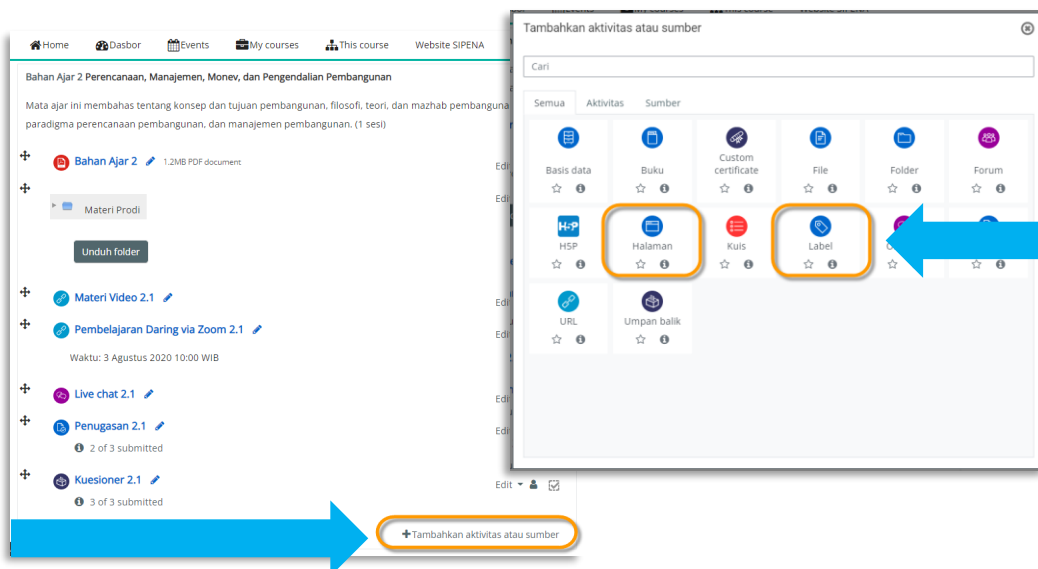 Home Dasbor Events My courses This course Website SIPENA
Bahan Ajar 2 Perencanaan, Manajemen, Monev, dan Pengendalian Pembangunan
Mata ajar ini membahas tentang konsep dan tujuan pembangunan, filosofi, teori, dan mazhab
paradigma perencanaan pembangunan, dan manajemen pembangunan. (1 sesi)
Bahan Ajar 2 1.2MB PDF document
Materi Prodi
Unduh folder
Materi Video 2.1
Pembelajaran Daring via Zoom 2.1
Waktu: 3 Agustus 2020 10:00 WIB
Live chat 2.1
Penugasan 2.1
2 of 3 submitted
Kuesioner 2.1 Edit
3 of 3 submitted
Tambahkan aktivitas atau sumber
Tambahkan aktivitas atau sumber
Cari
Semua Aktivitas Sumber
Basis data Buku Custom certificate File Folder Forum
H5P Halaman Kuis Label
URL Umpan balik